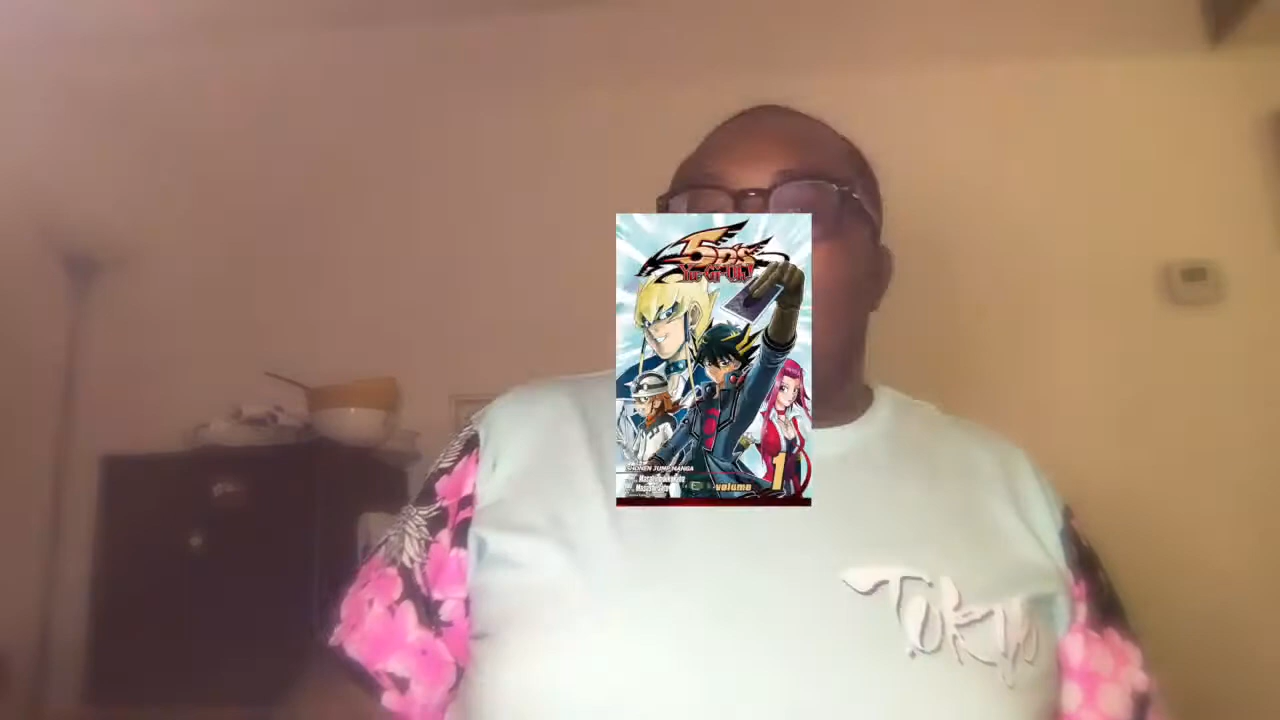 5D's
Yu-Gi-Oh!
SHONEN JUMP MANGA
volume 1
TOKYO